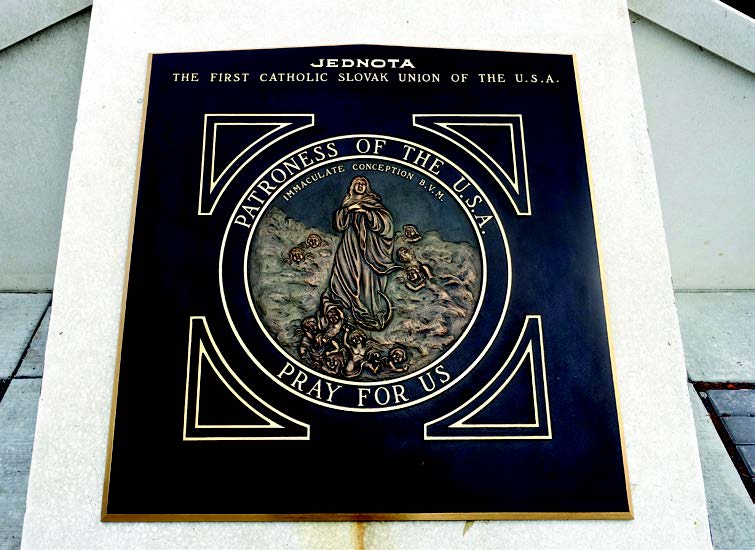 JEDNOTA
THE FIRST CATHOLIC SLOVAK UNION OF THE U.S.A.
PATRONESS OF THE U.S.A.
IMMACULATE CONCEPTION B.V.M.
PRAY FOR US